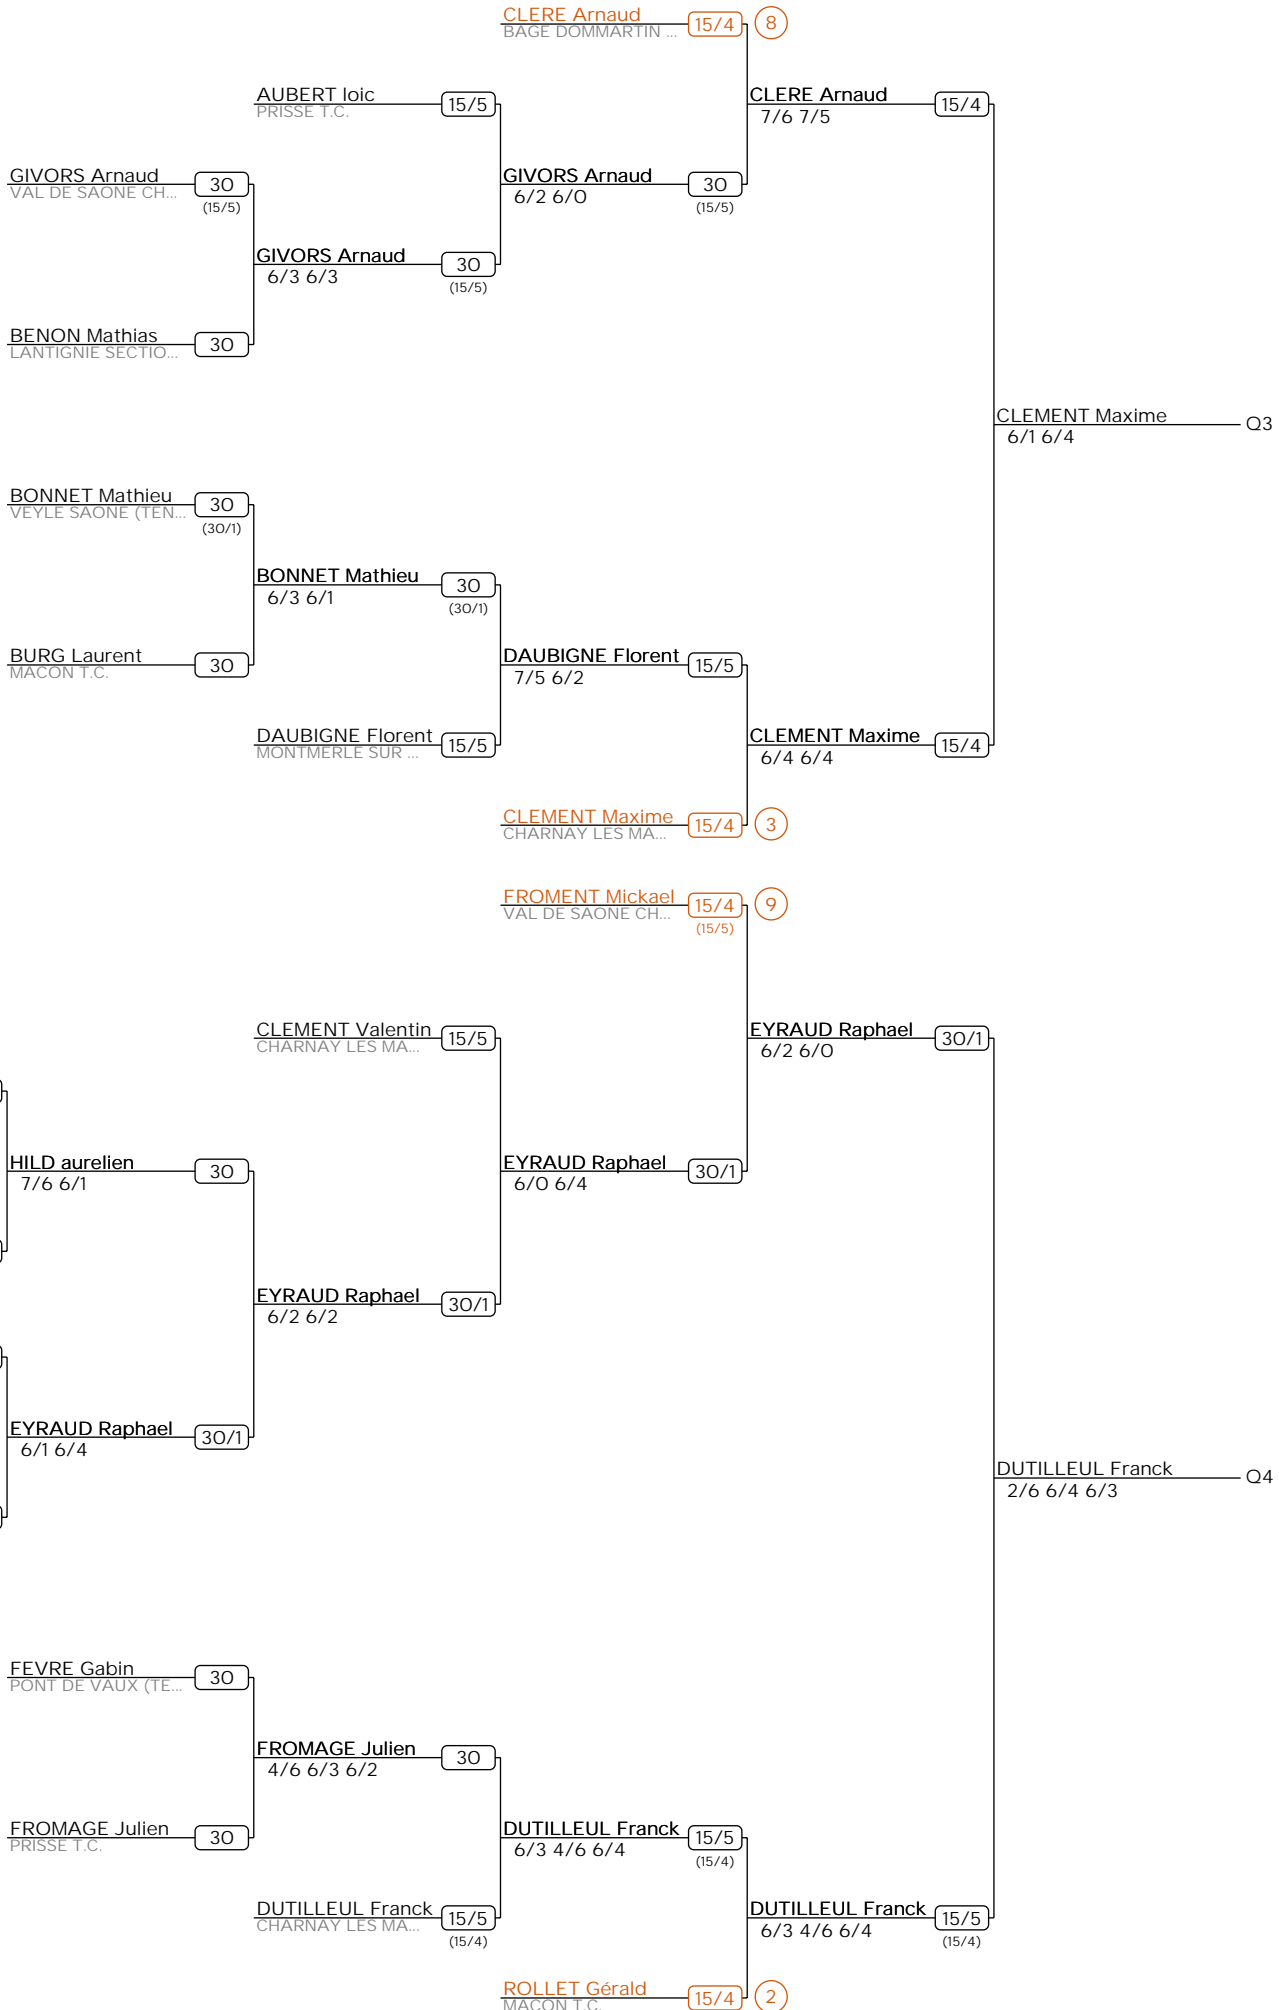 CLERE Arnaud
BAGE DOMMARTIN ...
15/4
8
AUBERT loic
PRISSE T.C.
15/5
CLERE Arnaud
7/6 7/5
15/4
GIVORS Arnaud
VAL DE SAONE CH...
30
(15/5)
GIVORS Arnaud
6/2 6/0
30
(15/5)
GIVORS Arnaud
6/3 6/3
30
(15/5)
BENON Mathias
LANTIGNIE SECTIO...
30
CLEMENT Maxime
6/1 6/4
Q3
BONNET Mathieu
VEYLE SAONE (TEN...
30
(30/1)
BONNET Mathieu
6/3 6/1
30
(30/1)
BURG Laurent
MACON T.C.
30
DAUBIGNE Florent
7/5 6/2
15/5
DAUBIGNE Florent
MONTMERLE SUR ...
15/5
CLEMENT Maxime
6/4 6/4
15/4
CLEMENT Maxime
CHARNAY LES MA...
15/4
3
FROMENT Mickael
VAL DE SAONE CH...
15/4
(15/5)
9
CLEMENT Valentin
CHARNAY LES MA...
15/5
EYRAUD Raphael
6/2 6/0
30/1
HILD aurelien
7/6 6/1
30
EYRAUD Raphael
6/0 6/4
30/1
EYRAUD Raphael
6/2 6/2
30/1
EYRAUD Raphael
6/1 6/4
30/1
DUTILLEUL Franck
2/6 6/4 6/3
Q4
FEVRE Gabin
PONT DE VAUX (TE...
30
FROMAGE Julien
4/6 6/3 6/2
30
FROMAGE Julien
PRISSE T.C.
30
DUTILLEUL Franck
6/3 4/6 6/4
15/5
(15/4)
DUTILLEUL Franck
CHARNAY LES MA...
15/5
(15/4)
DUTILLEUL Franck
6/3 4/6 6/4
15/5
(15/4)
ROLLET Gérald
MACON T.C.
15/4
2